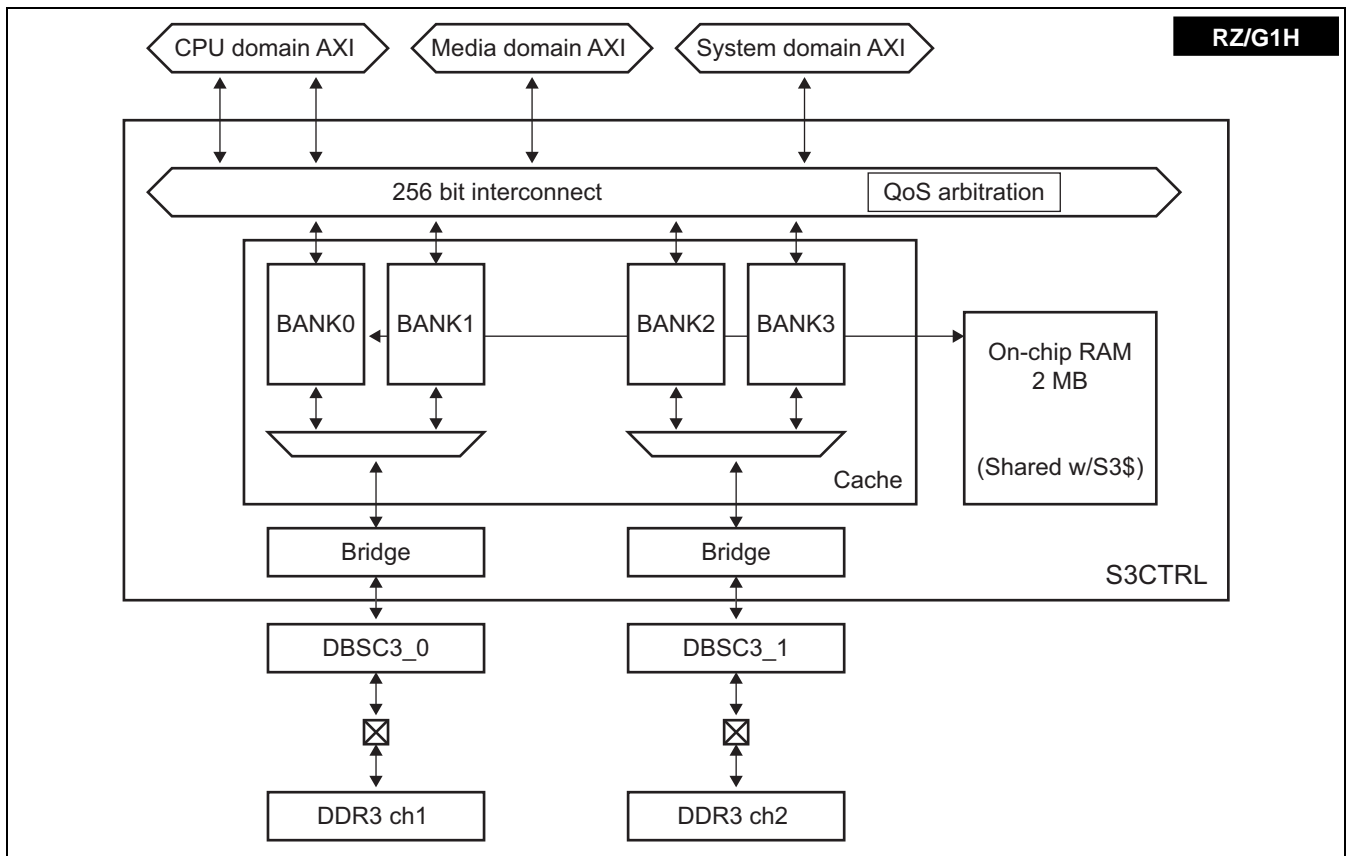 RZ/G1H
CPU domain AXI
Media domain AXI
System domain AXI
256 bit interconnect
QoS arbitration
BANK0
BANK1
BANK2
BANK3
On-chip RAM
2 MB
(Shared w/S3$)
Cache
Bridge
Bridge
S3CTRL
DBSC3_0
DBSC3_1
DDR3 ch1
DDR3 ch2